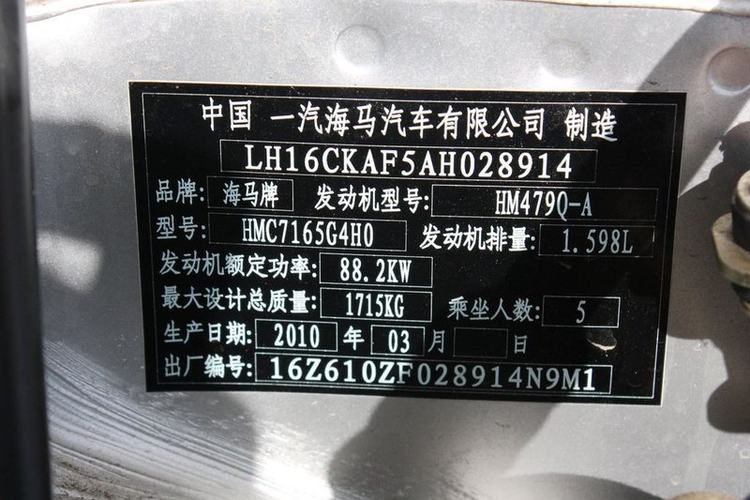 中国 一汽海马汽车有限公司 制造
LH16CKAF5AH028914
品牌: 海马牌 发动机型号: HM479Q-A
型号: HMC7165G4H0 发动机排量: 1.598L
发动机额定功率: 88.2KW
最大设计总质量: 1715KG 乘坐人数: 5
生产日期: 2010 年 03 月 日
出厂编号: 16Z610ZF028914N9M1